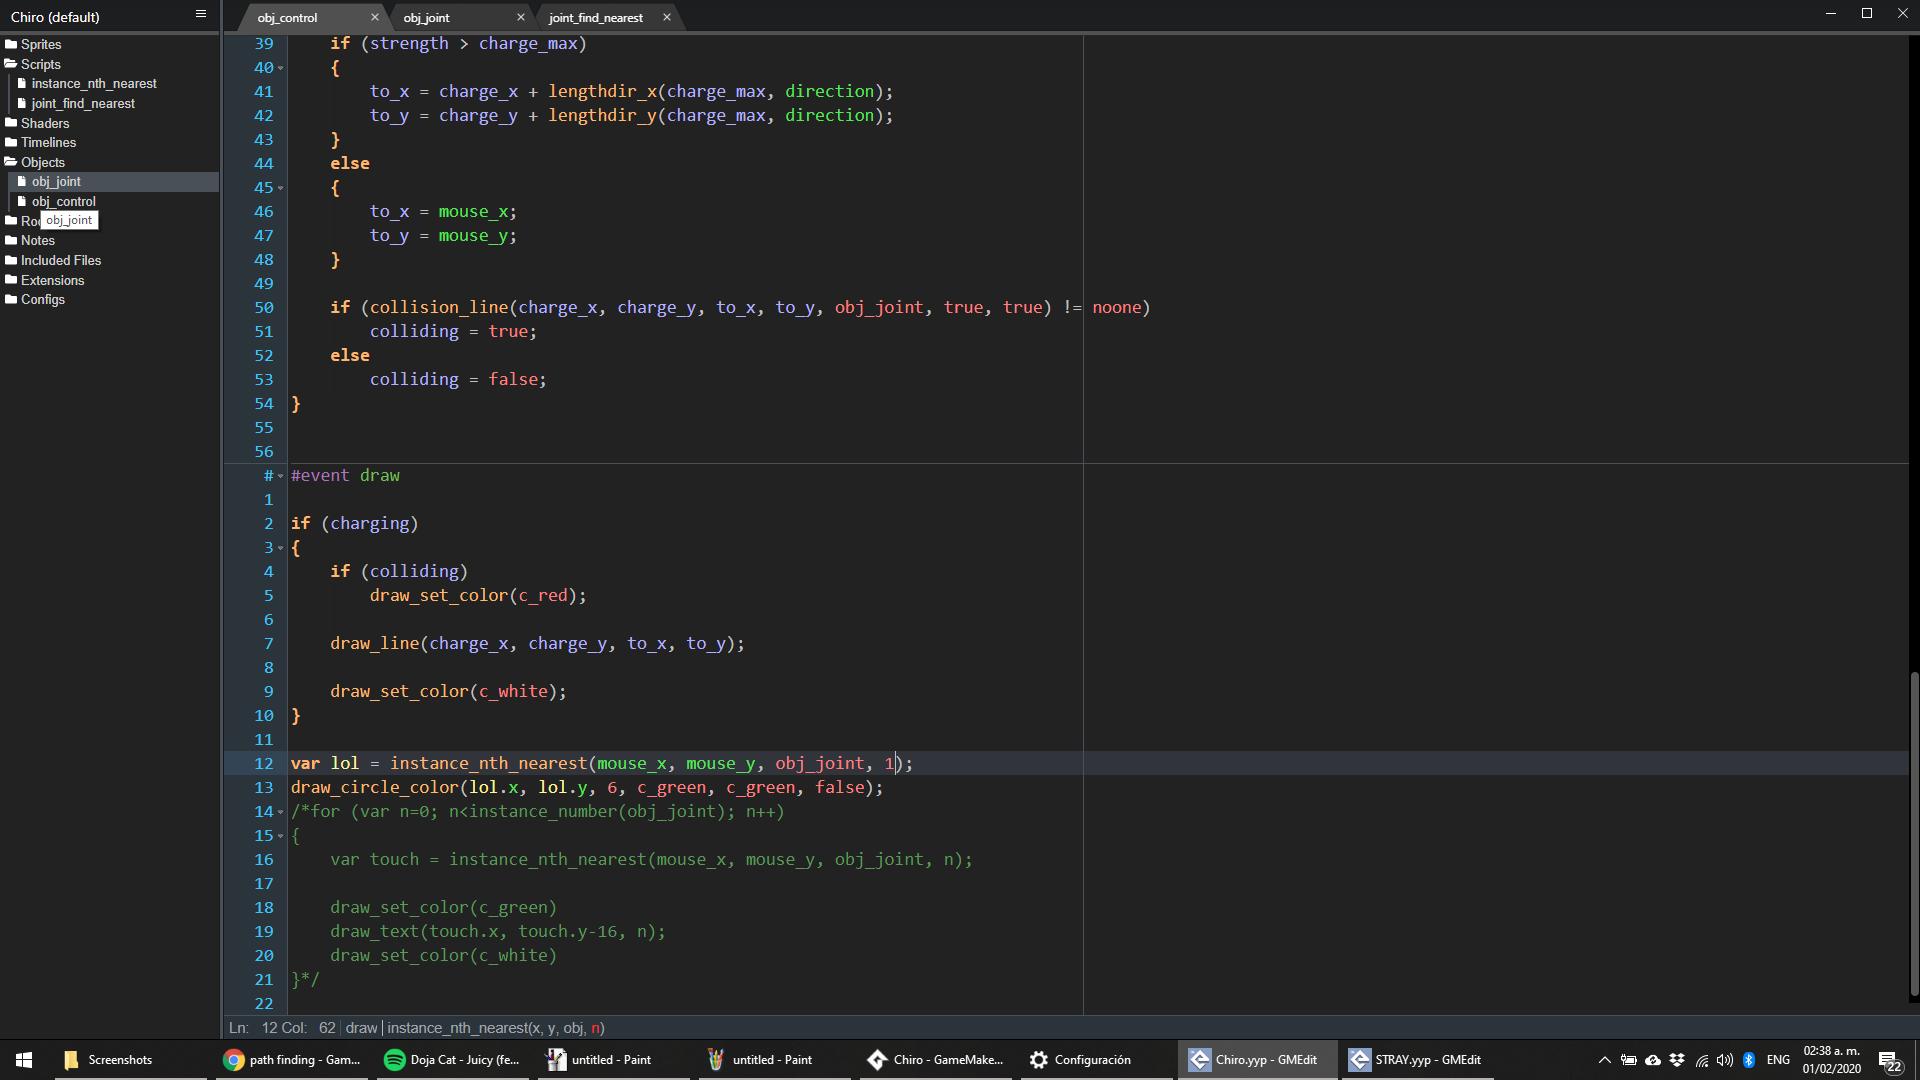 Chiro (default)
obj_control
obj_joint
joint_find_nearest
Sprites
Scripts
instance_nth_nearest
joint_find_nearest
Shaders
Timelines
Objects
obj_joint
obj_control
obj_joint
Notes
Included Files
Extensions
Configs
39 if (strength > charge_max)
40 {
41 to_x = charge_x + lengthdir_x(charge_max, direction);
42 to_y = charge_y + lengthdir_y(charge_max, direction);
43 }
44 else
45 {
46 to_x = mouse_x;
47 to_y = mouse_y;
48 }
49
50 if (collision_line(charge_x, charge_y, to_x, to_y, obj_joint, true, true) != noone)
51 colliding = true;
52 else
53 colliding = false;
54 }
55
56
# #event draw
1
2 if (charging)
3 {
4 if (colliding)
5 draw_set_color(c_red);
6
7 draw_line(charge_x, charge_y, to_x, to_y);
8
9 draw_set_color(c_white);
10 }
11
12 var lol = instance_nth_nearest(mouse_x, mouse_y, obj_joint, 1);
13 draw_circle_color(lol.x, lol.y, 6, c_green, c_green, false);
14 /*for (var n=0; n<instance_number(obj_joint); n++)
15 {
16 var touch = instance_nth_nearest(mouse_x, mouse_y, obj_joint, n);
17
18 draw_set_color(c_green)
19 draw_text(touch.x, touch.y-16, n);
20 draw_set_color(c_white)
21 }*/
22
Ln: 12 Col: 62 draw instance_nth_nearest(x, y, obj, n)
Screenshots
path finding - Gam...
Doja Cat - Juicy (fe...
untitled - Paint
untitled - Paint
Chiro - GameMake...
Configuración
Chiro.yyp - GMEdit
STRAY.yyp - GMEdit
ENG
02:38 a. m.
01/02/2020
22